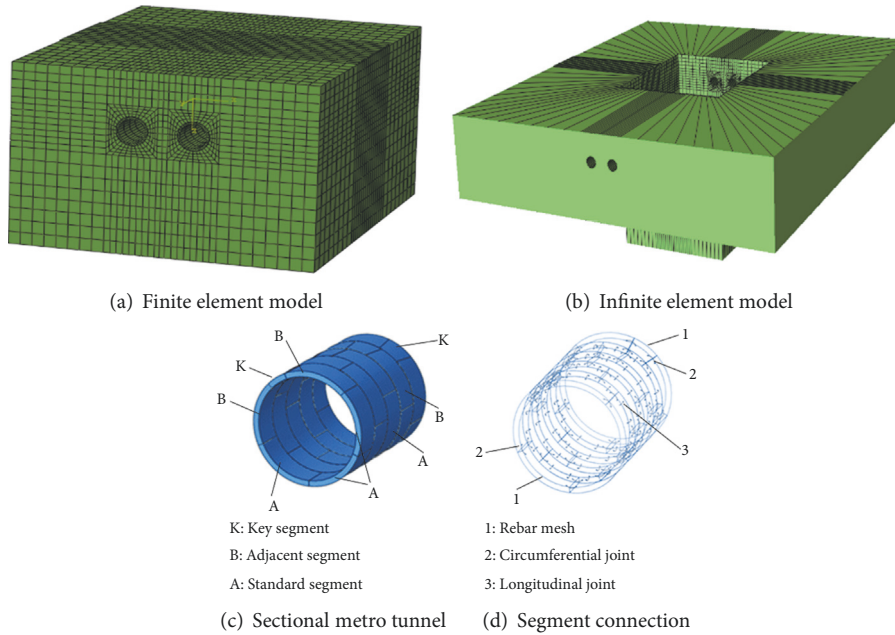 (a) Finite element model
(b) Infinite element model
B
K
K
B
B
A
A
A
1
2
2
3
1
K: Key segment
B: Adjacent segment
A: Standard segment
1: Rebar mesh
2: Circumferential joint
3: Longitudinal joint
(c) Sectional metro tunnel
(d) Segment connection